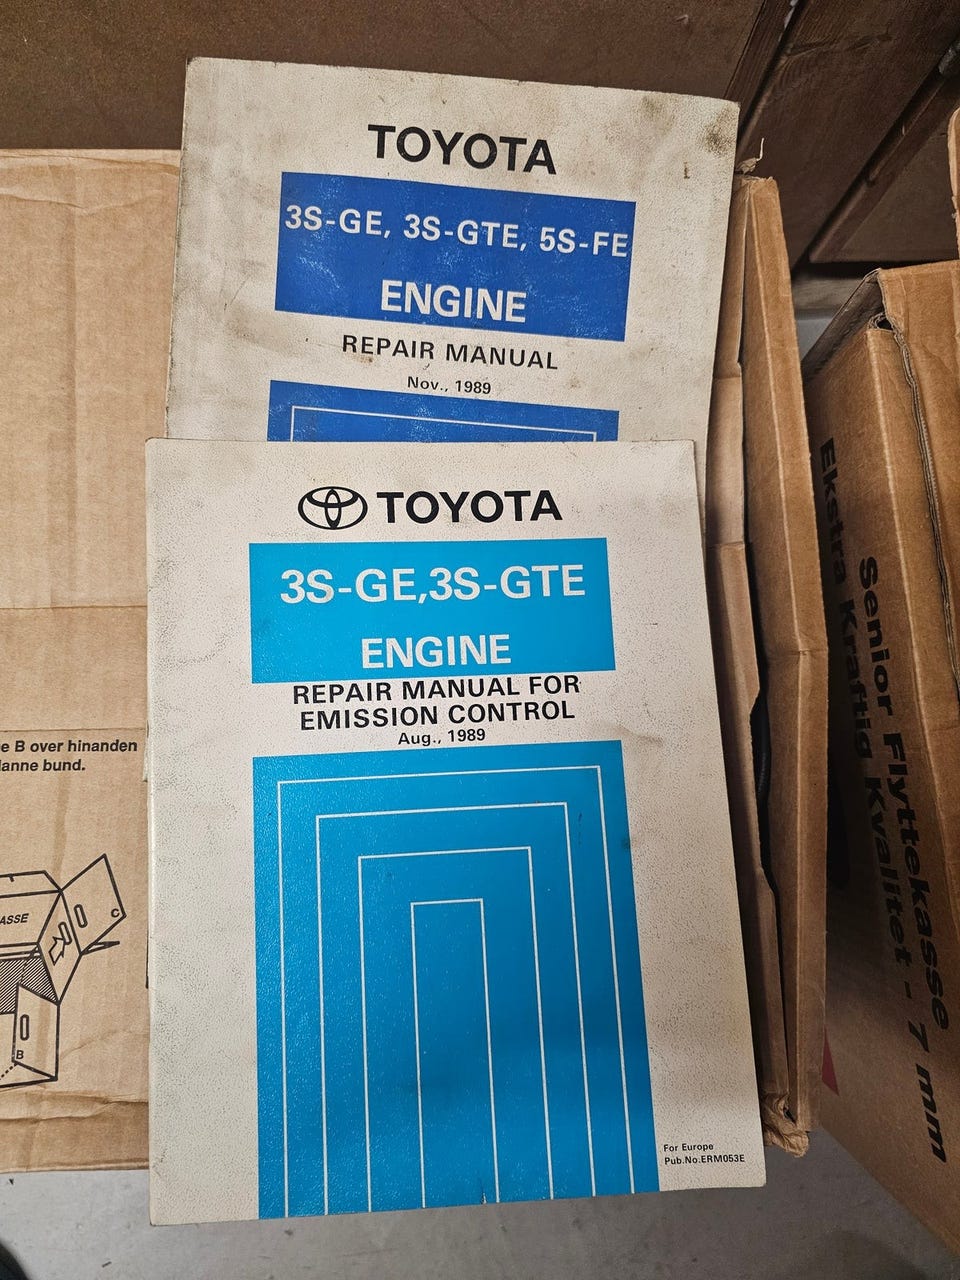 TOYOTA
3S-GE, 3S-GTE, 5S-FE
ENGINE
REPAIR MANUAL
Nov., 1989
TOYOTA
3S-GE,3S-GTE
ENGINE
REPAIR MANUAL FOR
EMISSION CONTROL
Aug., 1989
For Europe
Pub.No.ERM053E
e B over hinanden
anne bund.
ASSE
C
B
Senior Flyttekasse - 7 mm
Ekstra Kraftig Kvalitet